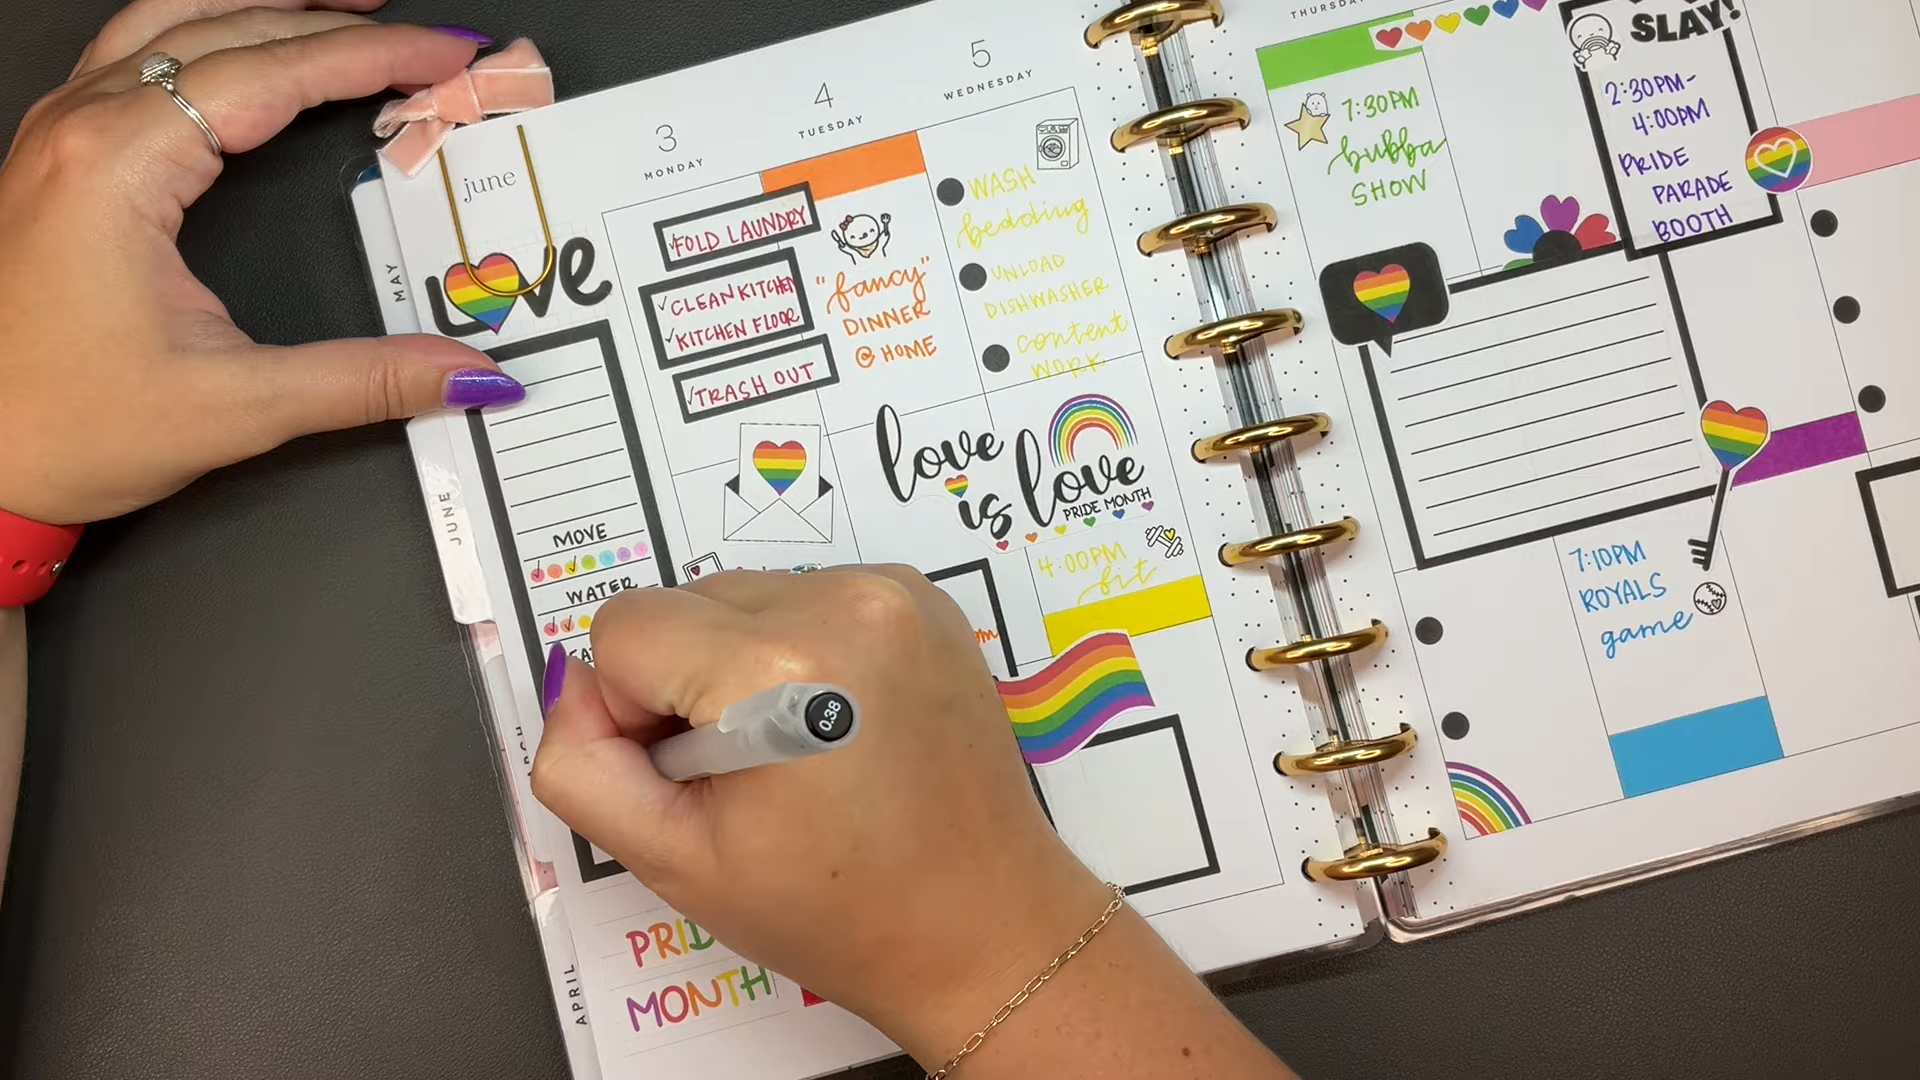 MAY
JUNE
APRIL
june
LOVE
MOVE
WATER
PRIDE
MONTH
3
MONDAY
✓FOLD LAUNDRY
✓CLEAN KITCHEN
✓KITCHEN FLOOR
✓TRASH OUT
4
TUESDAY
"fancy"
DINNER
@ HOME
5
WEDNESDAY
WASH
bedding
UNLOAD
DISHWASHER
content
WORK
love
is love
PRIDE MONTH
4:00PM
fit
0.38
THURSDAY
7:30PM
bubba
SHOW
SLAY!
2:30PM-
4:00PM
PRIDE
PARADE
BOOTH
7:10PM
ROYALS
game